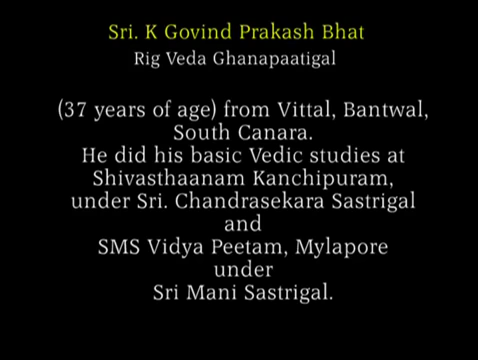 Sri. K Govind Prakash Bhat
Rig Veda Ghanapaatigal
(37 years of age) from Vittal, Bantwal,
South Canara.
He did his basic Vedic studies at
Shivasthaanam Kanchipuram,
under Sri. Chandrasekara Sastrigal
and
SMS Vidya Peetam, Mylapore
under
Sri Mani Sastrigal.